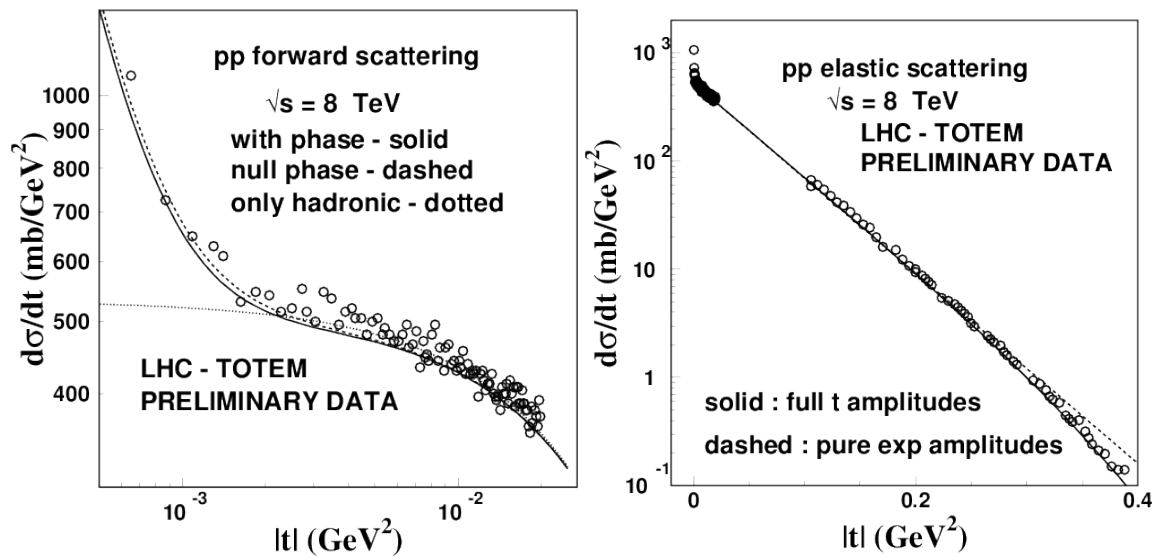 pp forward scattering
√s = 8 TeV
with phase - solid
null phase - dashed
only hadronic - dotted
LHC - TOTEM
PRELIMINARY DATA
dσ/dt (mb/GeV²)
1000
900
800
700
600
500
400
10⁻³
10⁻²
|t| (GeV²)
pp elastic scattering
√s = 8 TeV
LHC - TOTEM
PRELIMINARY DATA
solid : full t amplitudes
dashed : pure exp amplitudes
dσ/dt (mb/GeV²)
10³
10²
10
1
10⁻¹
0
0.2
0.4
|t| (GeV²)